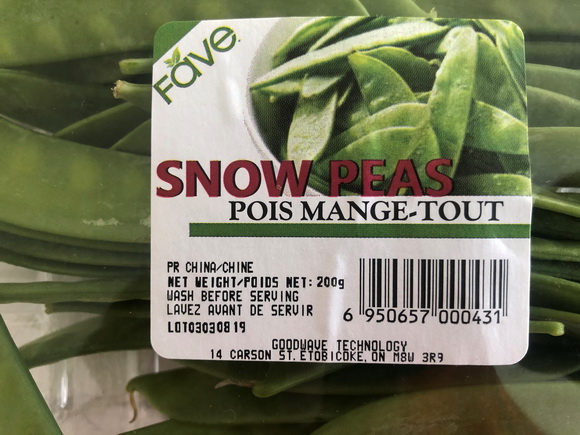 fave
SNOW PEAS
POIS MANGE-TOUT
PR CHINA/CHINE
NET WEIGHT/POIDS NET: 200g
WASH BEFORE SERVING
LAVEZ AVANT DE SERVIR
LOT03030819
6 950657 000431
GOODWAVE TECHNOLOGY
14 CARSON ST. ETOBICOKE, ON M8W 3R9